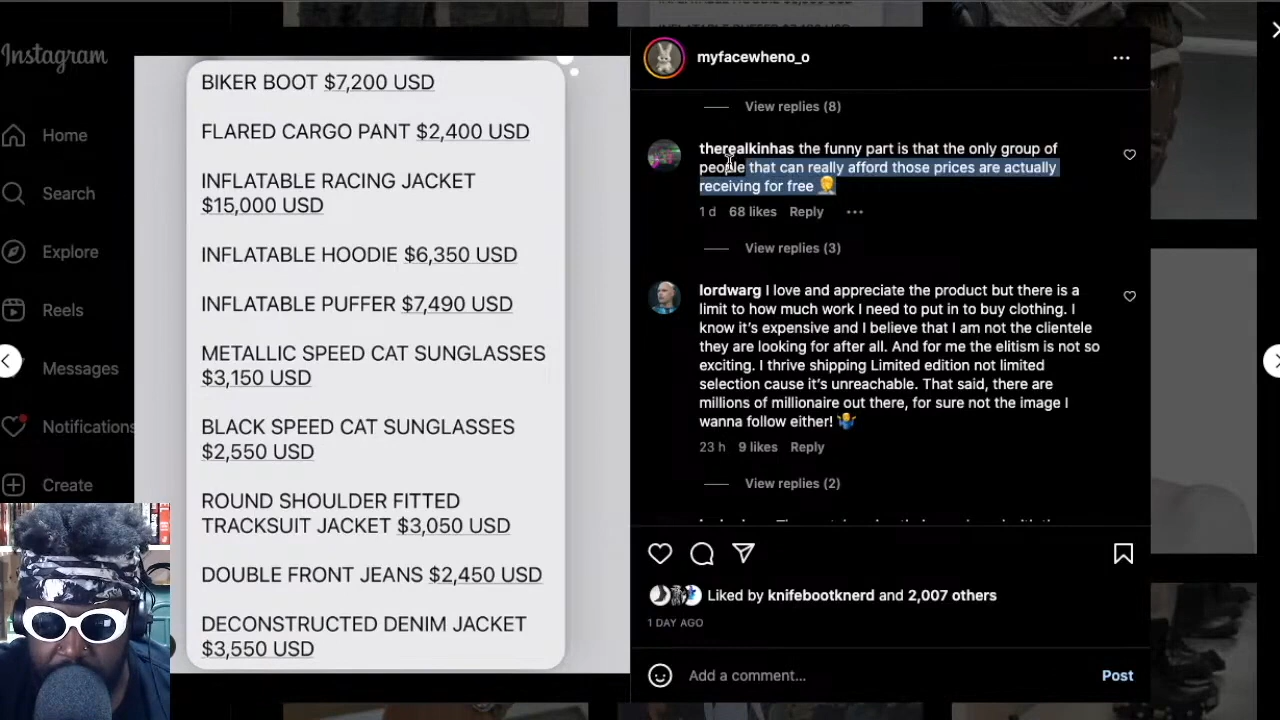 Instagram
Home
Search
Explore
Reels
Messages
Notifications
Create
BIKER BOOT $7,200 USD
FLARED CARGO PANT $2,400 USD
INFLATABLE RACING JACKET
$15,000 USD
INFLATABLE HOODIE $6,350 USD
INFLATABLE PUFFER $7,490 USD
METALLIC SPEED CAT SUNGLASSES
$3,150 USD
BLACK SPEED CAT SUNGLASSES
$2,550 USD
ROUND SHOULDER FITTED
TRACKSUIT JACKET $3,050 USD
DOUBLE FRONT JEANS $2,450 USD
DECONSTRUCTED DENIM JACKET
$3,550 USD
myfacewheno_o
View replies (8)
therealkinhas the funny part is that the only group of
people that can really afford those prices are actually
receiving for free 🤦
1 d 68 likes Reply
View replies (3)
lordwarg I love and appreciate the product but there is a
limit to how much work I need to put in to buy clothing. I
know it's expensive and I believe that I am not the clientele
they are looking for after all. And for me the elitism is not so
exciting. I thrive shipping Limited edition not limited
selection cause it's unreachable. That said, there are
millions of millionaire out there, for sure not the image I
wanna follow either! 🤷
23 h 9 likes Reply
View replies (2)
Liked by knifebootknerd and 2,007 others
1 DAY AGO
Add a comment...
Post